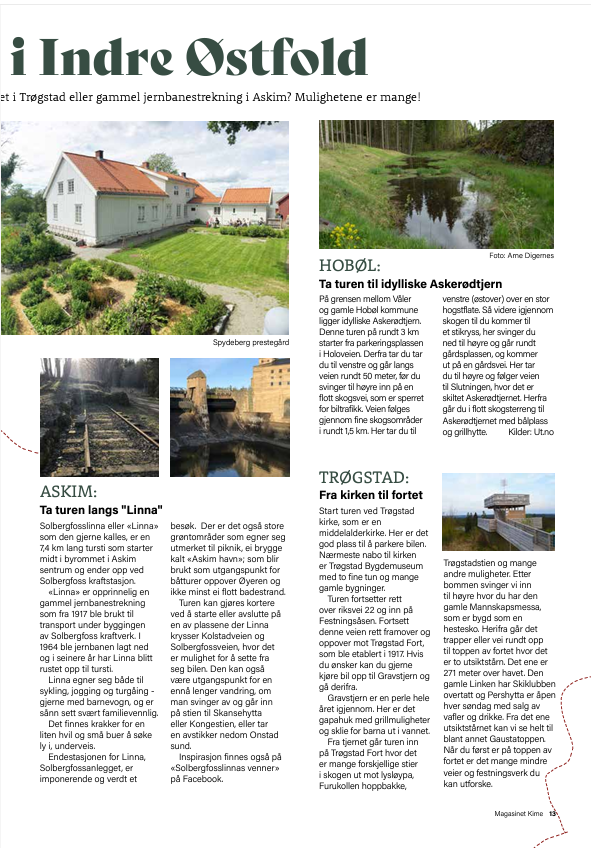 i Indre Østfold
et i Trøgstad eller gammel jernbanestrekning i Askim? Mulighetene er mange!
Spydeberg prestegård
Foto: Arne Digernes
HOBØL:
Ta turen til idylliske Askerødtjern
På grensen mellom Våler
og gamle Hobøl kommune
ligger idylliske Askerødtjern.
Denne turen på rundt 3 km
starter fra parkeringsplassen
i Holoveien. Derfra tar du tar
du til venstre og går langs
veien rundt 50 meter, før du
svinger til høyre inn på en
flott skogsvei, som er sperret
for biltrafikk. Veien følges
gjennom fine skogsområder
i rundt 1,5 km. Her tar du til
venstre (østover) over en stor
hogstflate. Så videre igjennom
skogen til du kommer til
et stikryss, her svinger du
ned til høyre og går rundt
gårdsplassen, og kommer
ut på en gårdsvei. Her tar
du til høyre og følger veien
til Slutningen, hvor det er
skiltet Askerødtjernet. Herfra
går du i flott skogsterreng til
Askerødtjernet med bålplass
og grillhytte. Kilder: Ut.no
ASKIM:
Ta turen langs "Linna"
Solbergfosslinna eller «Linna»
som den gjerne kalles, er en
7,4 km lang tursti som starter
midt i byrommet i Askim
sentrum og ender opp ved
Solbergfoss kraftstasjon.
«Linna» er opprinnelig en
gammel jernbanestrekning
som fra 1917 ble brukt til
transport under byggingen
av Solbergfoss kraftverk. I
1964 ble jernbanen lagt ned
og i seinere år har Linna blitt
rustet opp til tursti.
Linna egner seg både til
sykling, jogging og turgåing -
gjerne med barnevogn, og er
sånn sett svært familievennlig.
Det finnes krakker for en
liten hvil og små buer å søke
ly i, underveis.
Endestasjonen for Linna,
Solbergfossanlegget, er
imponerende og verdt et
besøk. Der er det også store
grøntområder som egner seg
utmerket til piknik, ei brygge
kalt «Askim havn»; som blir
brukt som utgangspunkt for
båtturer oppover Øyeren og
ikke minst ei flott badestrand.
Turen kan gjøres kortere
ved å starte eller avslutte på
en av plassene der Linna
krysser Kolstadveien og
Solbergfossveien, hvor det
er mulighet for å sette fra
seg bilen. Den kan også
være utgangspunkt for en
ennå lenger vandring, om
man svinger av og går inn
på stien til Skansehytta
eller Kongestien, eller tar
en avstikker nedom Onstad
sund.
Inspirasjon finnes også på
«Solbergfosslinnas venner»
på Facebook.
TRØGSTAD:
Fra kirken til fortet
Start turen ved Trøgstad
kirke, som er en
middelalderkirke. Her er det
god plass til å parkere bilen.
Nærmeste nabo til kirken
er Trøgstad Bygdemuseum
med to fine tun og mange
gamle bygninger.
Turen fortsetter rett
over riksvei 22 og inn på
Festningsåsen. Fortsett
denne veien rett framover og
oppover mot Trøgstad Fort,
som ble etablert i 1917. Hvis
du ønsker kan du gjerne
kjøre bil opp til Gravstjern og
gå derifra.
Gravstjern er en perle hele
året igjennom. Her er det
gapahuk med grillmuligheter
og sklie for barna ut i vannet.
Fra tjernet går turen inn
på Trøgstad Fort hvor det
er mange forskjellige stier
i skogen ut mot lysløypa,
Furukollen hoppbakke,
Trøgstadstien og mange
andre muligheter. Etter
bommen svinger vi inn
til høyre hvor du har den
gamle Mannskapsmessa,
som er bygd som en
hestesko. Herifra går det
trapper eller vei rundt opp
til toppen av fortet hvor det
er to utsiktstårn. Det ene er
271 meter over havet. Den
gamle Linken har Skiklubben
overtatt og Pershytta er åpen
hver søndag med salg av
vafler og drikke. Fra det ene
utsiktstårnet kan vi se helt til
blant annet Gaustatoppen.
Når du først er på toppen av
fortet er det mange mindre
veier og festningsverk du
kan utforske.
Magasinet Kime 13